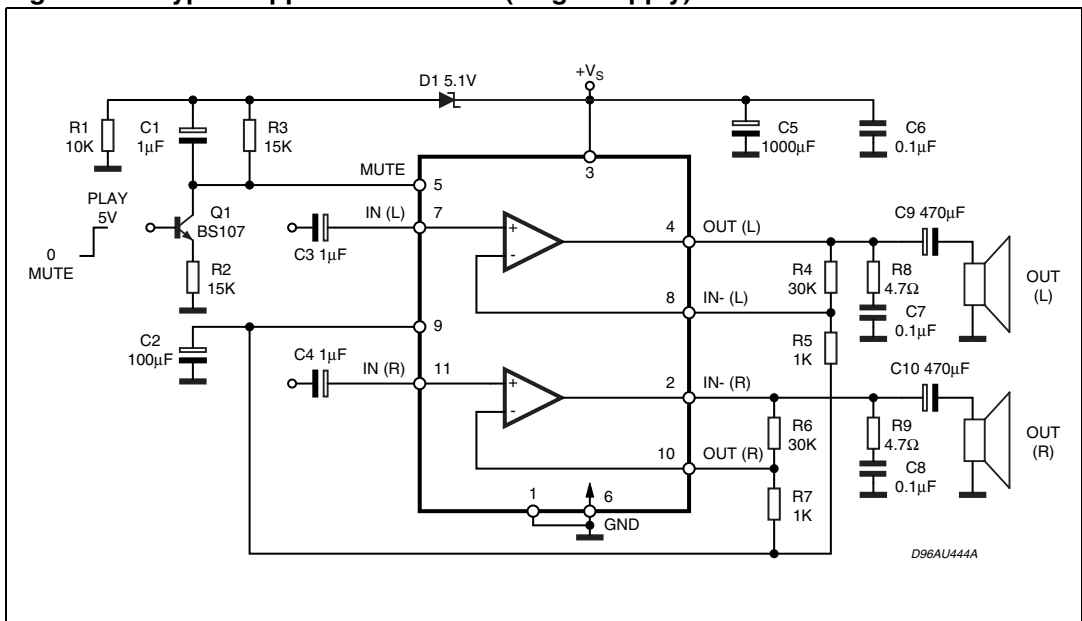 +VS
D1 5.1V
R1
10K
C1
1µF
R3
15K
C5
1000µF
C6
0.1µF
MUTE
5
3
PLAY
5V
0
MUTE
Q1
BS107
IN (L)
7
C3 1µF
+
-
4
OUT (L)
C9 470µF
R2
15K
R4
30K
R8
4.7Ω
OUT
(L)
8
IN- (L)
C7
0.1µF
9
C2
100µF
R5
1K
C4 1µF
IN (R)
11
+
-
2
IN- (R)
C10 470µF
R6
30K
R9
4.7Ω
OUT
(R)
10
OUT (R)
C8
0.1µF
R7
1K
1
6
GND
D96AU444A